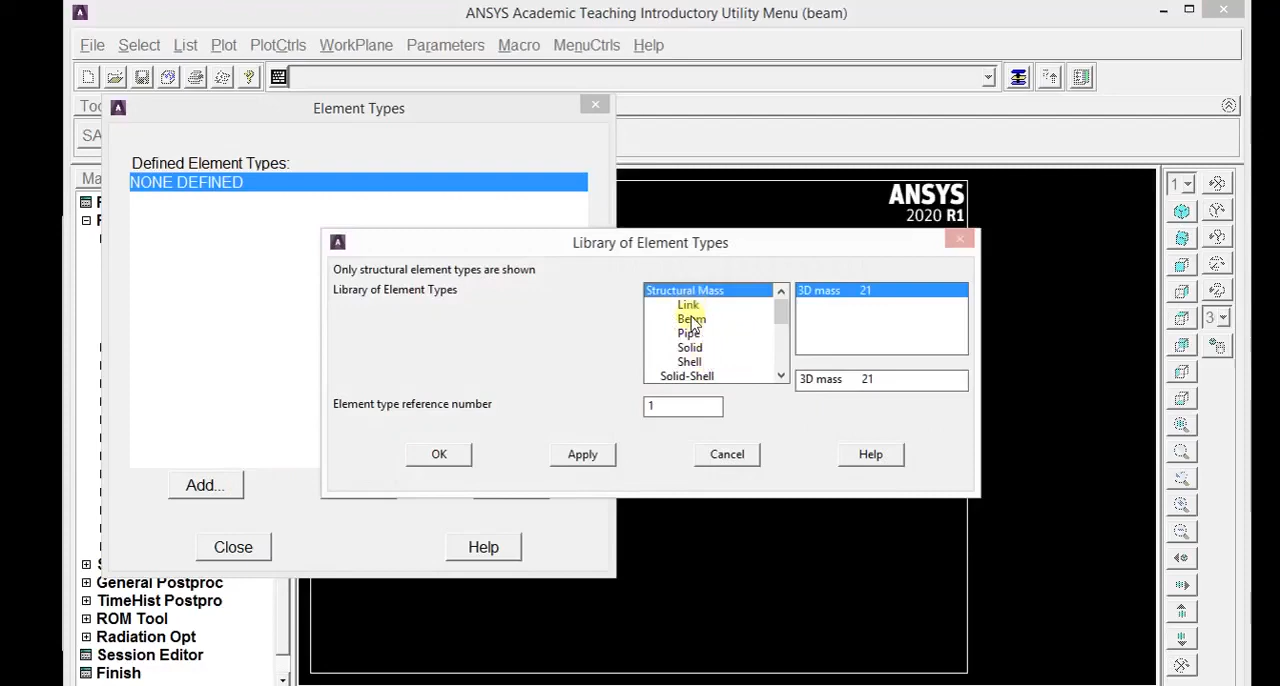 ANSYS Academic Teaching Introductory Utility Menu (beam)
File Select List Plot PlotCtrls WorkPlane Parameters Macro MenuCtrls Help
Element Types
Defined Element Types:
NONE DEFINED
ANSYS
2020 R1
1
3
Library of Element Types
Only structural element types are shown
Library of Element Types
Structural Mass
Link
Beam
Pipe
Solid
Shell
Solid-Shell
3D mass 21
3D mass 21
Element type reference number
1
OK Apply Cancel Help
Add...
Close Help
General Postproc
TimeHist Postpro
ROM Tool
Radiation Opt
Session Editor
Finish